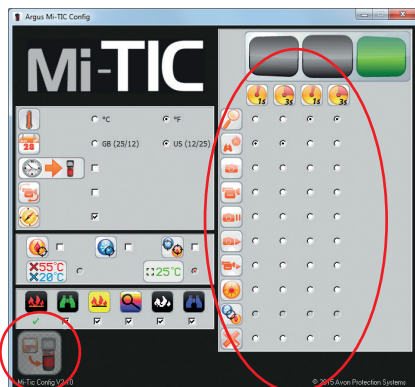 Argus Mi-TIC Config
Mi-TIC
1s 3s 1s 3s
°C °F
28 GB (25/12) US (12/25)
55°C
20°C
25°C
Mi-Tic Config V2.10
© 2015 Avon Protection Systems